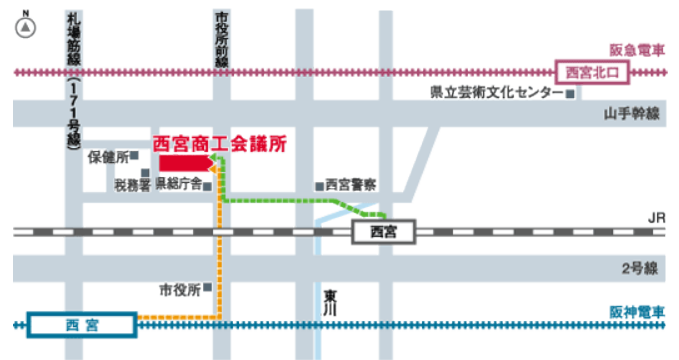 N
札場筋線(171号線)
市役所前線
阪急電車
西宮北口
県立芸術文化センター
山手幹線
西宮商工会議所
保健所
税務署
県総庁舎
西宮警察
JR
西宮
2号線
市役所
東川
阪神電車
西宮